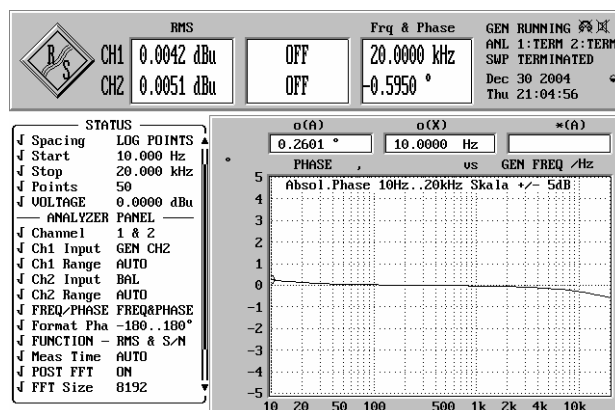 RMS
Frq & Phase
R
S
CH1 0.0042 dBu OFF 20.0000 kHz
CH2 0.0051 dBu OFF -0.5950 °
GEN RUNNING
ANL 1:TERM 2:TERM
SWP TERMINATED
Dec 30 2004
Thu 21:04:56
STATUS
Spacing LOG POINTS
Start 10.000 Hz
Stop 20.000 kHz
Points 50
VOLTAGE 0.0000 dBu
ANALYZER PANEL
Channel 1 & 2
Ch1 Input GEN CH2
Ch1 Range AUTO
Ch2 Input BAL
Ch2 Range AUTO
FREQ/PHASE FREQ&PHASE
Format Pha -180..180°
FUNCTION - RMS & S/N
Meas Time AUTO
POST FFT ON
FFT Size 8192
o(A) o(X) *(A)
0.2601 ° 10.0000 Hz
° PHASE , vs GEN FREQ /Hz
Absol.Phase 10Hz..20kHz Skala +/- 5dB
5
4
3
2
1
0
-1
-2
-3
-4
-5
10 20 50 100 500 1k 2k 4k 10k